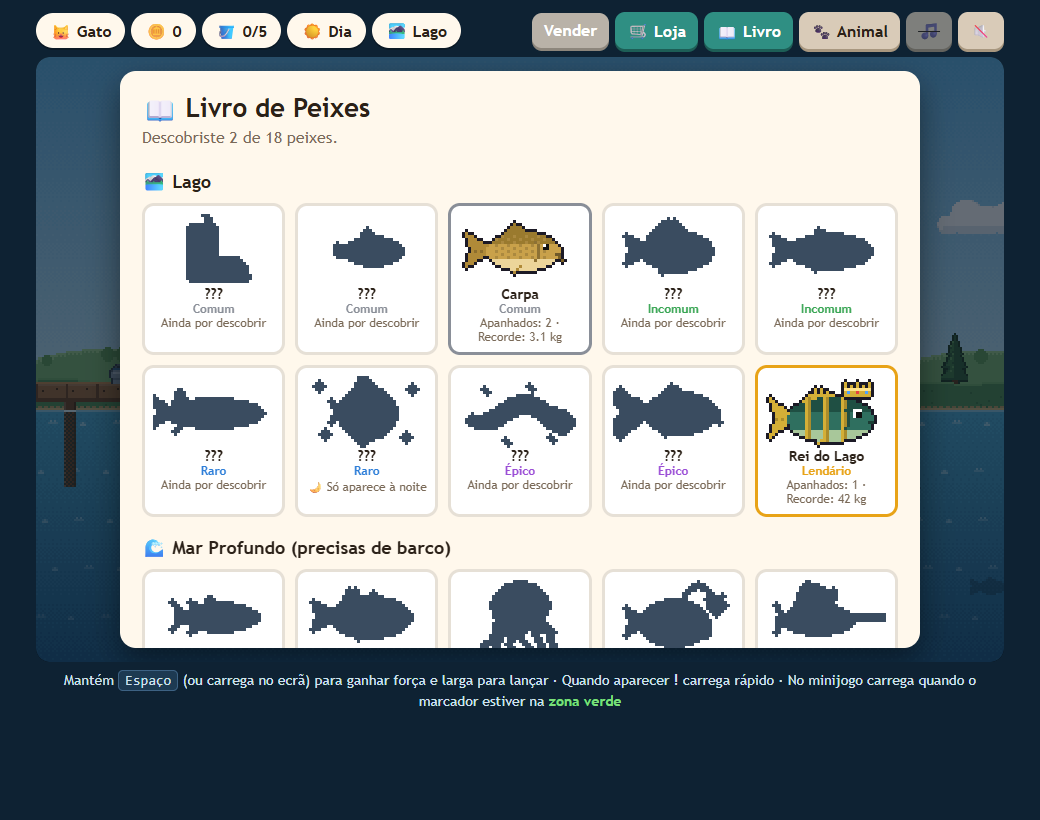 Gato 0 0/5 Dia Lago Vender Loja Livro Animal
Livro de Peixes
Descobriste 2 de 18 peixes.
Lago
??? ??? Carpa ??? ???
Comum Comum Comum Incomum Incomum
Ainda por descobrir Ainda por descobrir Apanhados: 2 · Ainda por descobrir Ainda por descobrir
Recorde: 3.1 kg
??? ??? ??? ??? Rei do Lago
Raro Raro Épico Épico Lendário
Ainda por descobrir Só aparece à noite Ainda por descobrir Ainda por descobrir Apanhados: 1 ·
Recorde: 42 kg
Mar Profundo (precisas de barco)
Mantém Espaço (ou carrega no ecrã) para ganhar força e larga para lançar · Quando aparecer ! carrega rápido · No minijogo carrega quando o
marcador estiver na zona verde